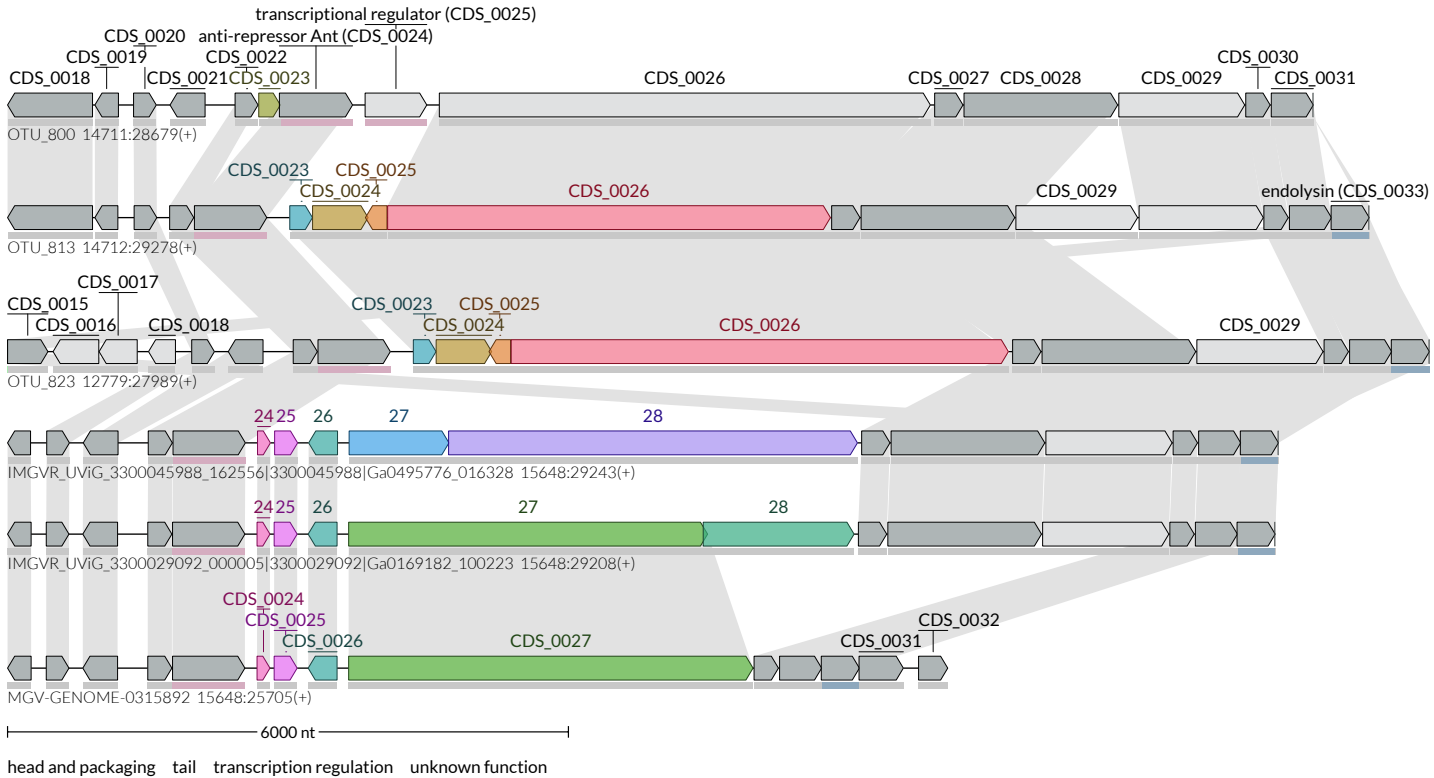 transcriptional regulator (CDS_0025)
CDS_0020 anti-repressor Ant (CDS_0024)
CDS_0019 CDS_0022 CDS_0030
CDS_0018 CDS_0021 CDS_0023 CDS_0026 CDS_0027 CDS_0028 CDS_0029 CDS_0031
OTU_800 14711:28679(+)
CDS_0023 CDS_0025
CDS_0024 CDS_0026 CDS_0029 endolysin (CDS_0033)
OTU_813 14712:29278(+)
CDS_0017
CDS_0015 CDS_0023 CDS_0025
CDS_0016 CDS_0018 CDS_0024 CDS_0026 CDS_0029
OTU_823 12779:27989(+)
24 25 26 27 28
IMGVR_UViG_3300045988_162556|3300045988|Ga0495776_016328 15648:29243(+)
24 25 26 27 28
IMGVR_UViG_3300029092_000005|3300029092|Ga0169182_100223 15648:29208(+)
CDS_0024
CDS_0025 CDS_0032
CDS_0026 CDS_0027 CDS_0031
MGV-GENOME-0315892 15648:25705(+)
6000 nt
head and packaging tail transcription regulation unknown function